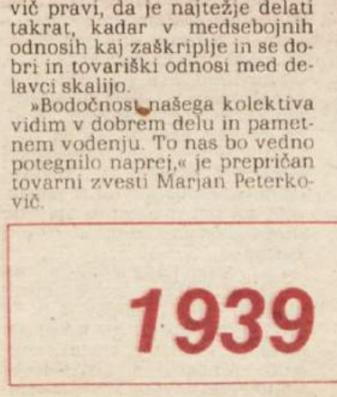 vič pravi, da je najtežje delati
takrat, kadar v medsebojnih
odnosih kaj zaškriplje in se do-
bri in tovariški odnosi med de-
lavci skalijo.
»Bodočnost našega kolektiva
vidim v dobrem delu in pamet-
nem vodenju. To nas bo vedno
potegnilo naprej,« je prepričan
tovarni zvesti Marjan Peterko-
vič.
1939